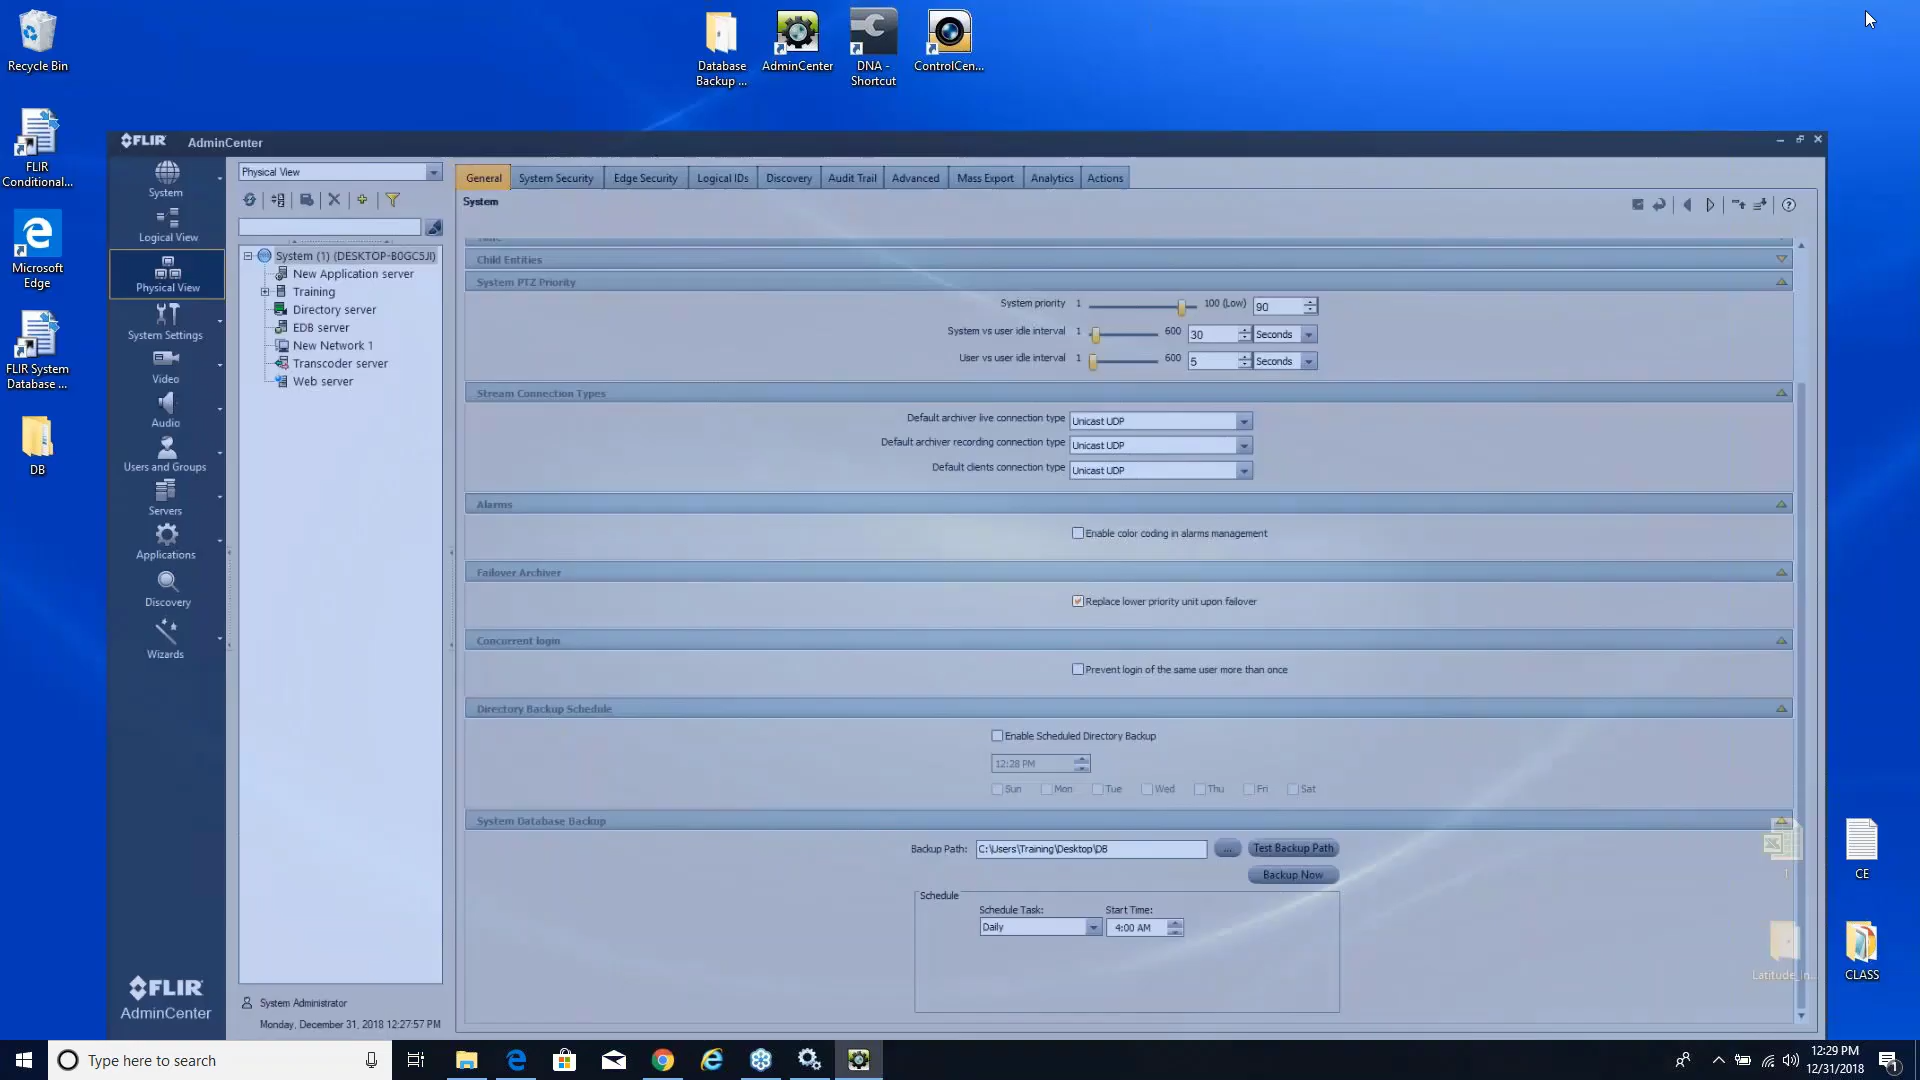 Recycle Bin
FLIR
Conditional...
Microsoft
Edge
FLIR System
Database ...
DB
Database
Backup ...
AdminCenter
DNA -
Shortcut
ControlCen...
FLIR AdminCenter
System
Logical View
Physical View
System Settings
Video
Audio
Users and Groups
Servers
Applications
Discovery
Wizards
FLIR
AdminCenter
Physical View
System (1) (DESKTOP-B0GC5JI)
New Application server
Training
Directory server
EDB server
New Network 1
Transcoder server
Web server
System Administrator
Monday, December 31, 2018 12:27:57 PM
General System Security Edge Security Logical IDs Discovery Audit Trail Advanced Mass Export Analytics Actions
System
Child Entities
System PTZ Priority
System priority 1 100 (Low) 90
System vs user idle interval 1 600 30 Seconds
User vs user idle interval 1 600 5 Seconds
Stream Connection Types
Default archiver live connection type Unicast UDP
Default archiver recording connection type Unicast UDP
Default clients connection type Unicast UDP
Alarms
Enable color coding in alarms management
Failover Archiver
Replace lower priority unit upon failover
Concurrent login
Prevent login of the same user more than once
Directory Backup Schedule
Enable Scheduled Directory Backup
12:28 PM
Sun Mon Tue Wed Thu Fri Sat
System Database Backup
Backup Path: C:\Users\Training\Desktop\DB ... Test Backup Path
Backup Now
Schedule
Schedule Task: Start Time:
Daily 4:00 AM
1
CE
Latitude_in...
CLASS
Type here to search
12:29 PM
12/31/2018
1